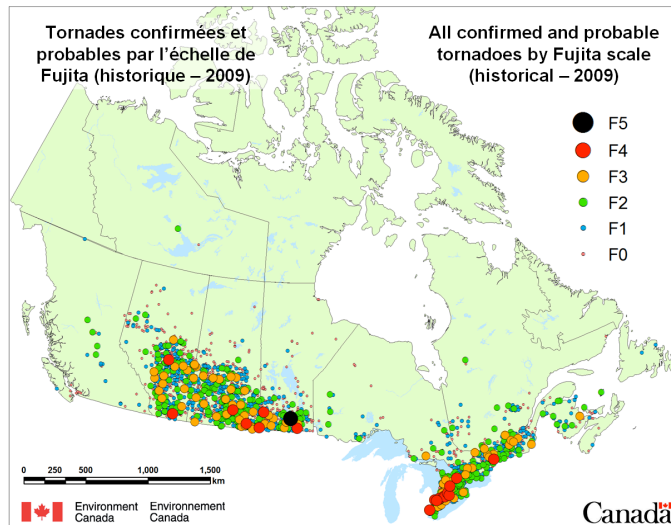 Tornades confirmées et
probables par l'échelle de
Fujita (historique – 2009)
All confirmed and probable
tornadoes by Fujita scale
(historical – 2009)
F5
F4
F3
F2
F1
F0
0 250 500 1,000 1,500
km
Environment Canada
Environnement Canada
Canada